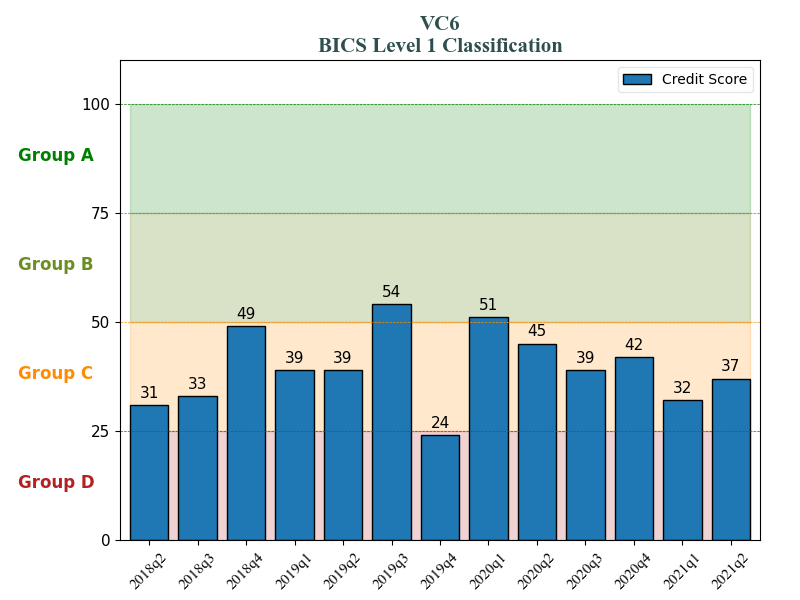 VC6
BICS Level 1 Classification
Credit Score
100
Group A
75
Group B
54
51
50
49
45
42
39
39
39
37
Group C
33
32
31
25
24
Group D
0
2018q2 2018q3 2018q4 2019q1 2019q2 2019q3 2019q4 2020q1 2020q2 2020q3 2020q4 2021q1 2021q2